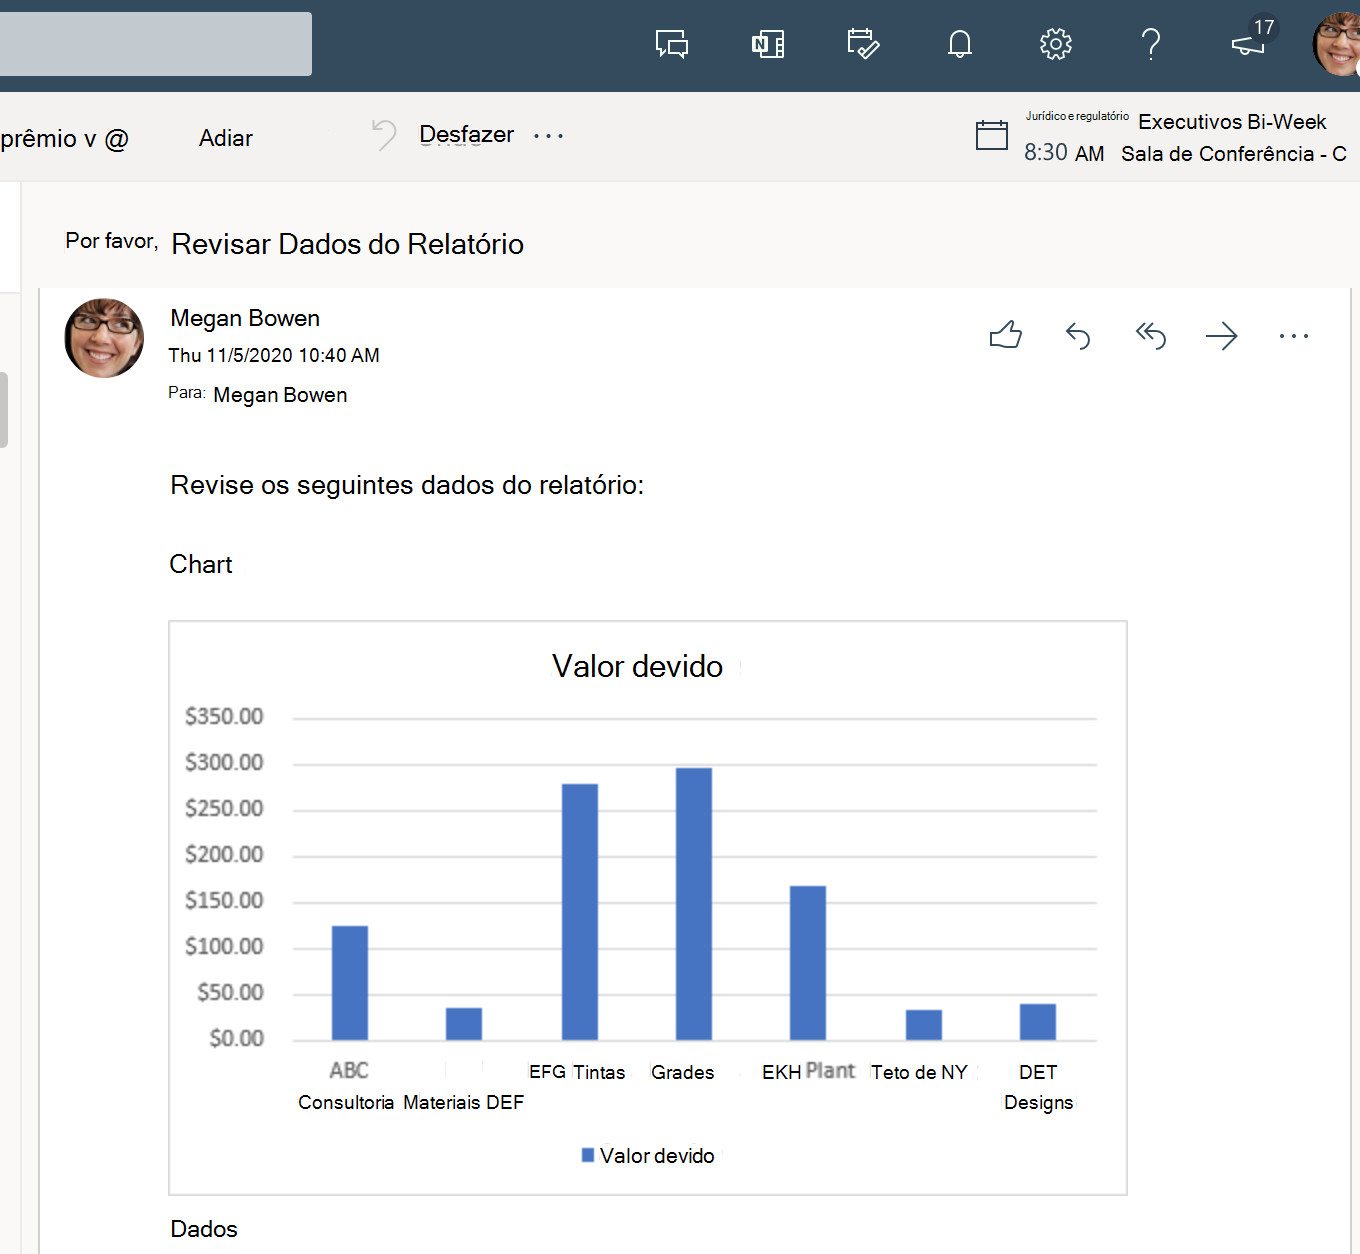 17
prêmio v @ Adiar Desfazer ...
Jurídico e regulatório Executivos Bi-Week
8:30 AM Sala de Conferência - C
Por favor, Revisar Dados do Relatório
Megan Bowen
Thu 11/5/2020 10:40 AM
Para: Megan Bowen
Revise os seguintes dados do relatório:
Chart
Valor devido
$350.00
$300.00
$250.00
$200.00
$150.00
$100.00
$50.00
$0.00
ABC EFG Tintas Grades EKH Plant Teto de NY DET
Consultoria Materiais DEF Designs
Valor devido
Dados